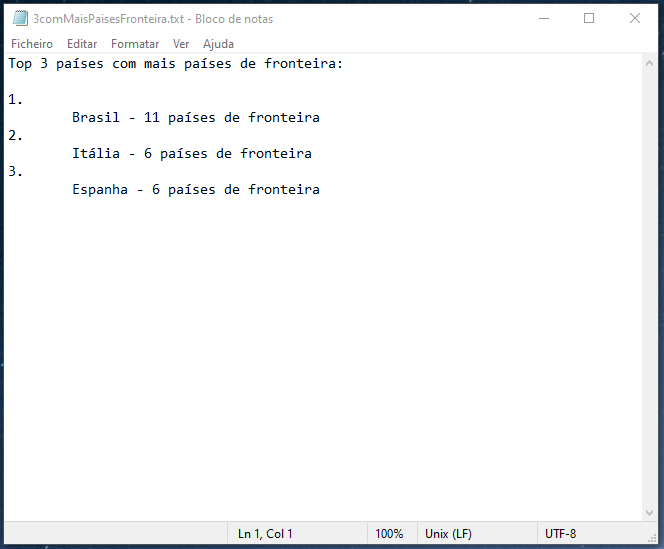 3comMaisPaisesFronteira.txt - Bloco de notas
Ficheiro Editar Formatar Ver Ajuda
Top 3 países com mais países de fronteira:
1.
Brasil - 11 países de fronteira
2.
Itália - 6 países de fronteira
3.
Espanha - 6 países de fronteira
Ln 1, Col 1 100% Unix (LF) UTF-8